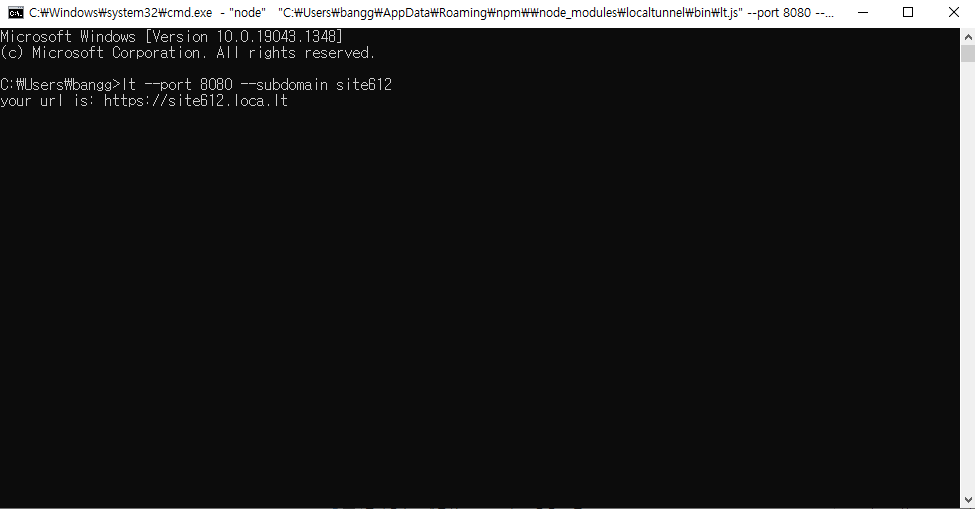 C:₩Windows₩system32₩cmd.exe - "node" "C:₩Users₩bangg₩AppData₩Roaming₩npm₩₩node_modules₩localtunnel₩bin₩lt.js" --port 8080 --...
Microsoft Windows [Version 10.0.19043.1348]
(c) Microsoft Corporation. All rights reserved.
C:₩Users₩bangg>lt --port 8080 --subdomain site612
your url is: https://site612.loca.lt